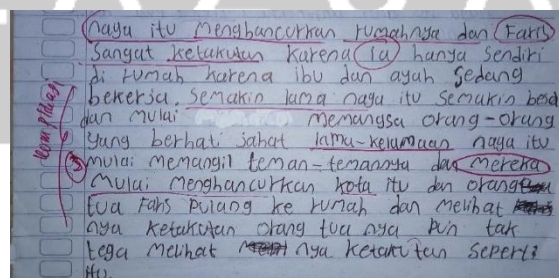 naga itu menghancurkan rumahnya dan Faris
Sangat ketakutan karena ia hanya sendiri
di rumah karena ibu dan ayah sedang
bekerja. Semakin lama naga itu semakin besa
dan mulai memangsa orang-orang
yang berhati jahat lama-kelamaan naga itu
mulai memangil teman-temannya dan mereka
Mulai menghancurkan kota itu dan orang
tua Faris pulang ke rumah dan melihat
nya ketakutan orang tua nya pun tak
tega melihat nya ketakutan seperti
itu.
Komplikasi